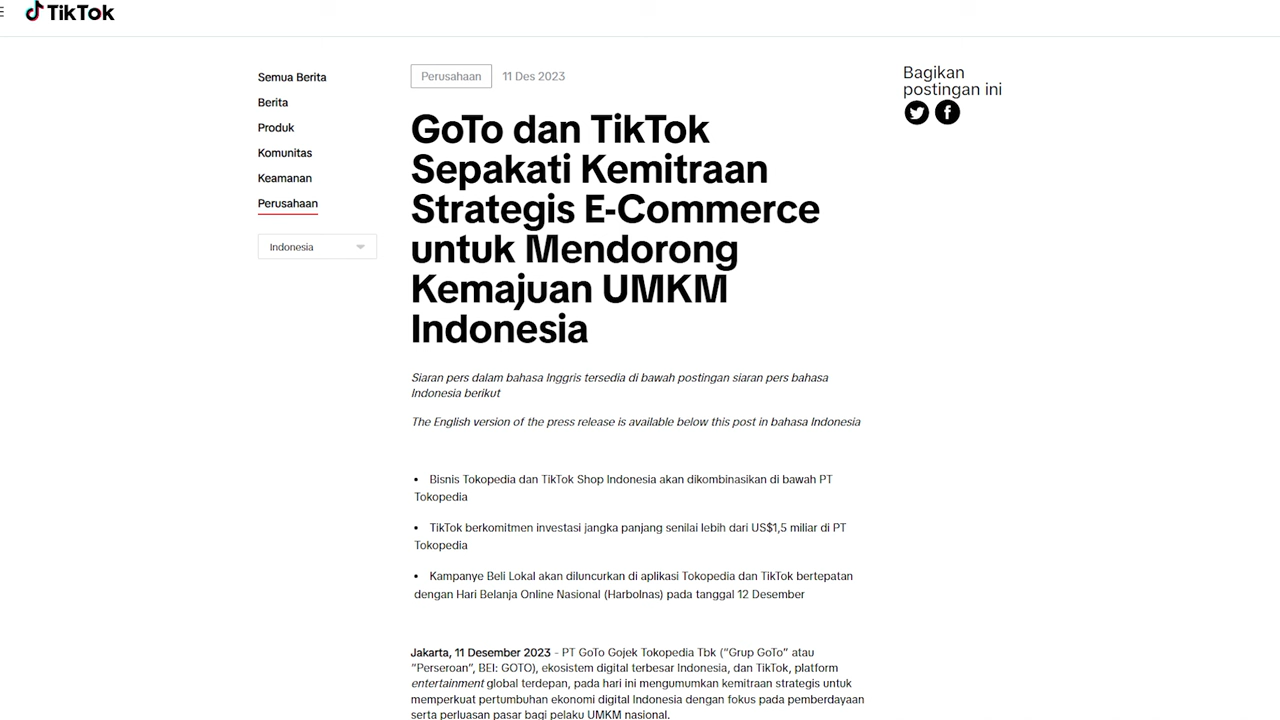 TikTok
Semua Berita
Berita
Produk
Komunitas
Keamanan
Perusahaan
Indonesia
Perusahaan 11 Des 2023
GoTo dan TikTok
Sepakati Kemitraan
Strategis E-Commerce
untuk Mendorong
Kemajuan UMKM
Indonesia
Siaran pers dalam bahasa Inggris tersedia di bawah postingan siaran pers bahasa
Indonesia berikut
The English version of the press release is available below this post in bahasa Indonesia
• Bisnis Tokopedia dan TikTok Shop Indonesia akan dikombinasikan di bawah PT
Tokopedia
• TikTok berkomitmen investasi jangka panjang senilai lebih dari US$1,5 miliar di PT
Tokopedia
• Kampanye Beli Lokal akan diluncurkan di aplikasi Tokopedia dan TikTok bertepatan
dengan Hari Belanja Online Nasional (Harbolnas) pada tanggal 12 Desember
Jakarta, 11 Desember 2023 - PT GoTo Gojek Tokopedia Tbk (“Grup GoTo” atau
“Perseroan”, BEI: GOTO), ekosistem digital terbesar Indonesia, dan TikTok, platform
entertainment global terdepan, pada hari ini mengumumkan kemitraan strategis untuk
memperkuat pertumbuhan ekonomi digital Indonesia dengan fokus pada pemberdayaan
serta perluasan pasar bagi pelaku UMKM nasional.
Bagikan
postingan ini